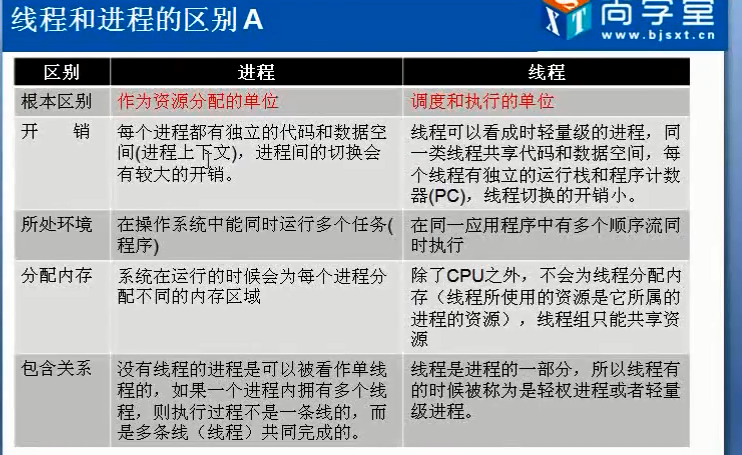 线程和进程的区别A
尚学堂
www.bjsxt.cn
区别 进程 线程
根本区别 作为资源分配的单位 调度和执行的单位
开 销 每个进程都有独立的代码和数据空
间(进程上下文)，进程间的切换会
有较大的开销。
线程可以看成时轻量级的进程，同
一类线程共享代码和数据空间，每
个线程有独立的运行栈和程序计数
器(PC)，线程切换的开销小。
所处环境 在操作系统中能同时运行多个任务(
程序)
在同一应用程序中有多个顺序流同
时执行
分配内存 系统在运行的时候会为每个进程分
配不同的内存区域
除了CPU之外，不会为线程分配内
存（线程所使用的资源是它所属的
进程的资源），线程组只能共享资
源
包含关系 没有线程的进程是可以被看作单线
程的，如果一个进程内拥有多个线
程，则执行过程不是一条线的，而
是多条线（线程）共同完成的。
线程是进程的一部分，所以线程有
的时候被称为是轻权进程或者轻量
级进程。